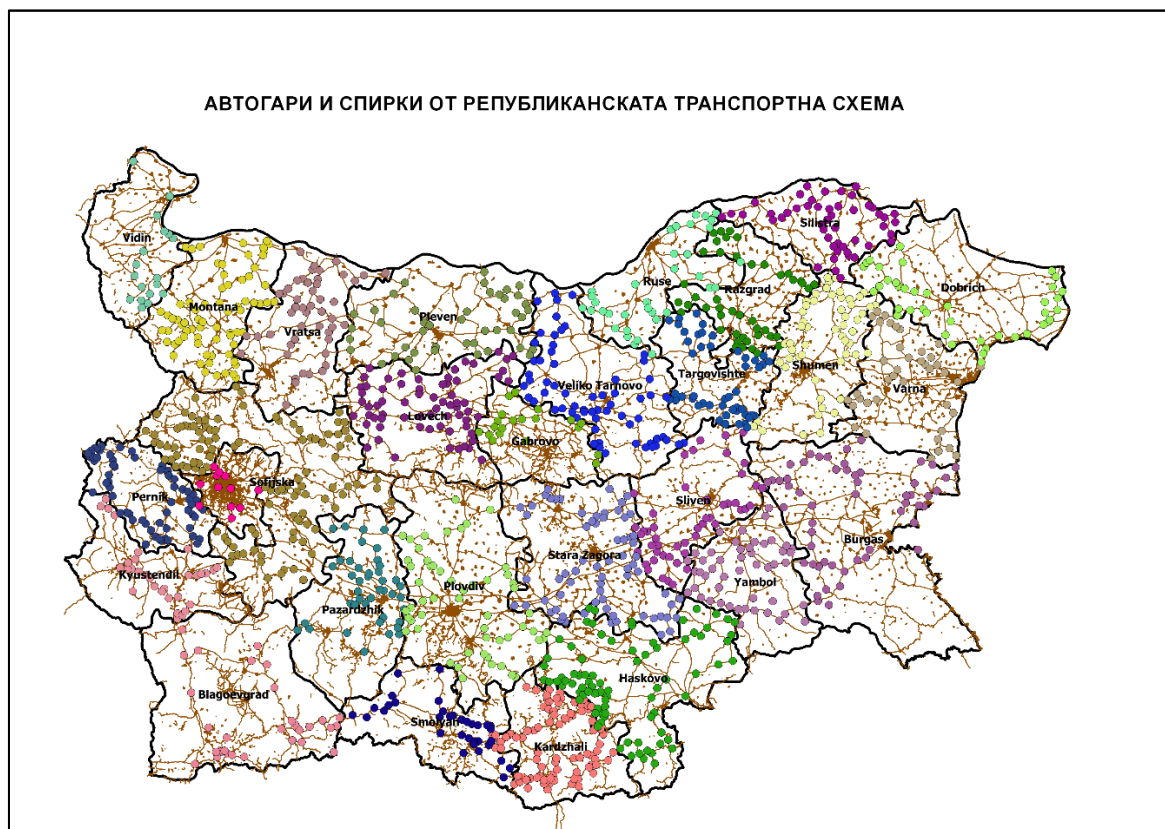 АВТОГАРИ И СПИРКИ ОТ РЕПУБЛИКАНСКАТА ТРАНСПОРТНА СХЕМА
Silistra
Vidin
Ruse
Razgrad
Dobrich
Montana
Pleven
Vratsa
Shumen
Targovishte
Veliko Tarnovo
Varna
Lovech
Gabrovo
Sofijska
Pernik
Sliven
Burgas
Stara Zagora
Kyustendil
Yambol
Plovdiv
Pazardzhik
Haskovo
Blagoevgrad
Smolyan
Kardzhali